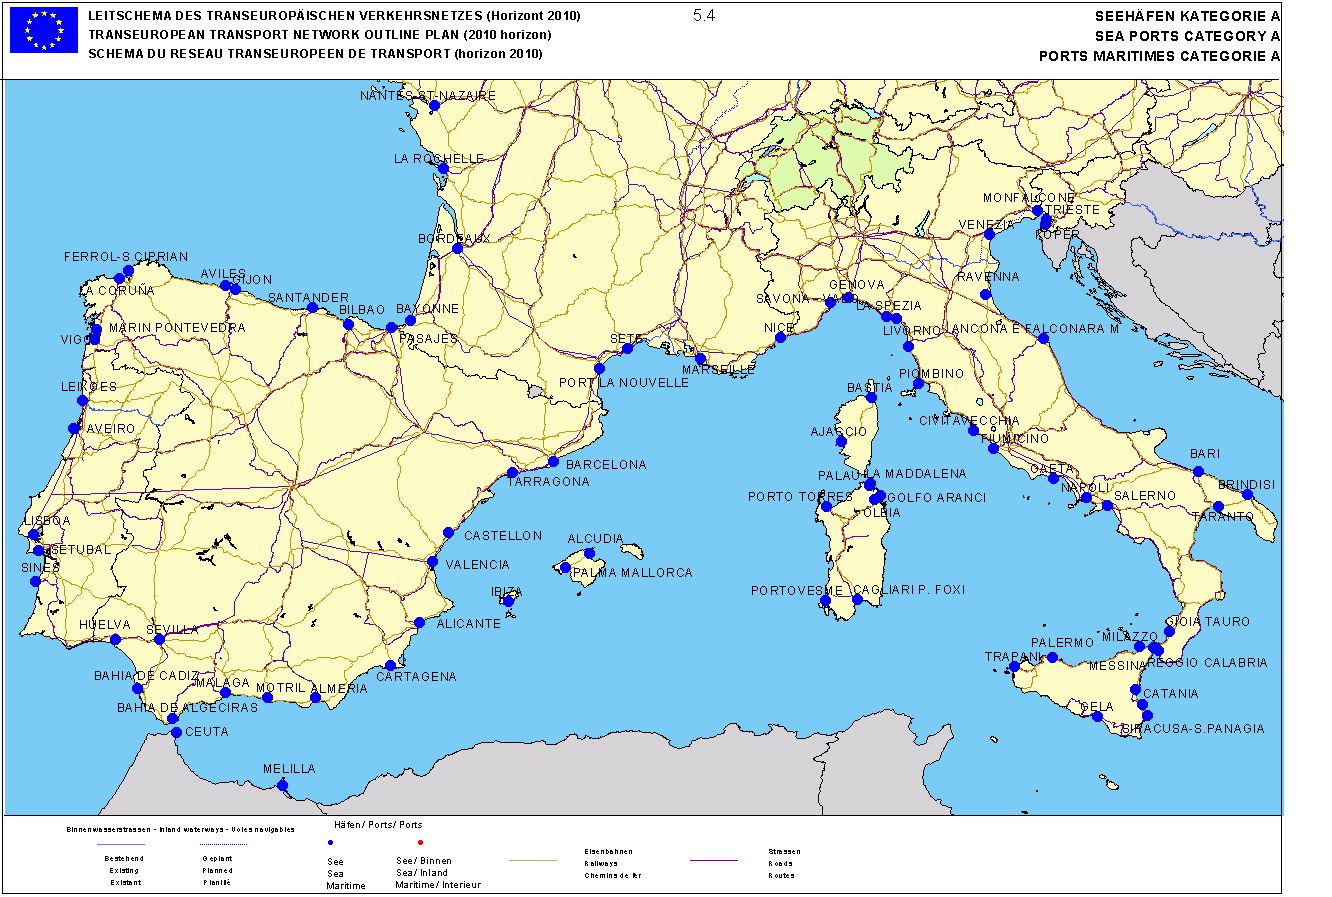 LEITSCHEMA DES TRANSEUROPÄISCHEN VERKEHRSNETZES (Horizont 2010)
TRANSEUROPEAN TRANSPORT NETWORK OUTLINE PLAN (2010 horizon)
SCHEMA DU RESEAU TRANSEUROPEEN DE TRANSPORT (horizon 2010)
5.4
SEEHÄFEN KATEGORIE A
SEA PORTS CATEGORY A
PORTS MARITIMES CATEGORIE A
NANTES-ST-NAZAIRE
LA ROCHELLE
BORDEAUX
MONFALCONE
TRIESTE
VENEZIA
KOPER
FERROL-S.CIPRIAN
LA CORUÑA
AVILES
GIJON
SANTANDER
BILBAO
BAYONNE
PASAJES
RAVENNA
GENOVA
SAVONA - VADO
LA SPEZIA
NICE
LIVORNO
ANCONA E FALCONARA M
MARIN PONTEVEDRA
VIGO
SETE
MARSEILLE
PORT LA NOUVELLE
PIOMBINO
BASTIA
LEIXOES
AVEIRO
AJACCIO
CIVITAVECCHIA
FIUMICINO
BARCELONA
TARRAGONA
PALAU
LA MADDALENA
GAETA
BARI
PORTO TORRES
GOLFO ARANCI
OLBIA
NAPOLI
SALERNO
BRINDISI
TARANTO
LISBOA
SETUBAL
SINES
CASTELLON
VALENCIA
ALCUDIA
PALMA MALLORCA
IBIZA
PORTOVESME
CAGLIARI P. FOXI
HUELVA
SEVILLA
ALICANTE
GIOIA TAURO
MILAZZO
PALERMO
TRAPANI
MESSINA
REGGIO CALABRIA
BAHIA DE CADIZ
MALAGA
MOTRIL
ALMERIA
CARTAGENA
BAHIA DE ALGECIRAS
CATANIA
GELA
SIRACUSA-S.PANAGIA
CEUTA
MELILLA
Binnenwasserstrassen - Inland waterways - Voies navigables
Bestehend
Existing
Existant
Geplant
Planned
Planifié
Häfen/ Ports/ Ports
See
Sea
Maritime
See/ Binnen
Sea/ Inland
Maritime/ Interieur
Eisenbahnen
Railways
Chemins de fer
Strassen
Roads
Routes